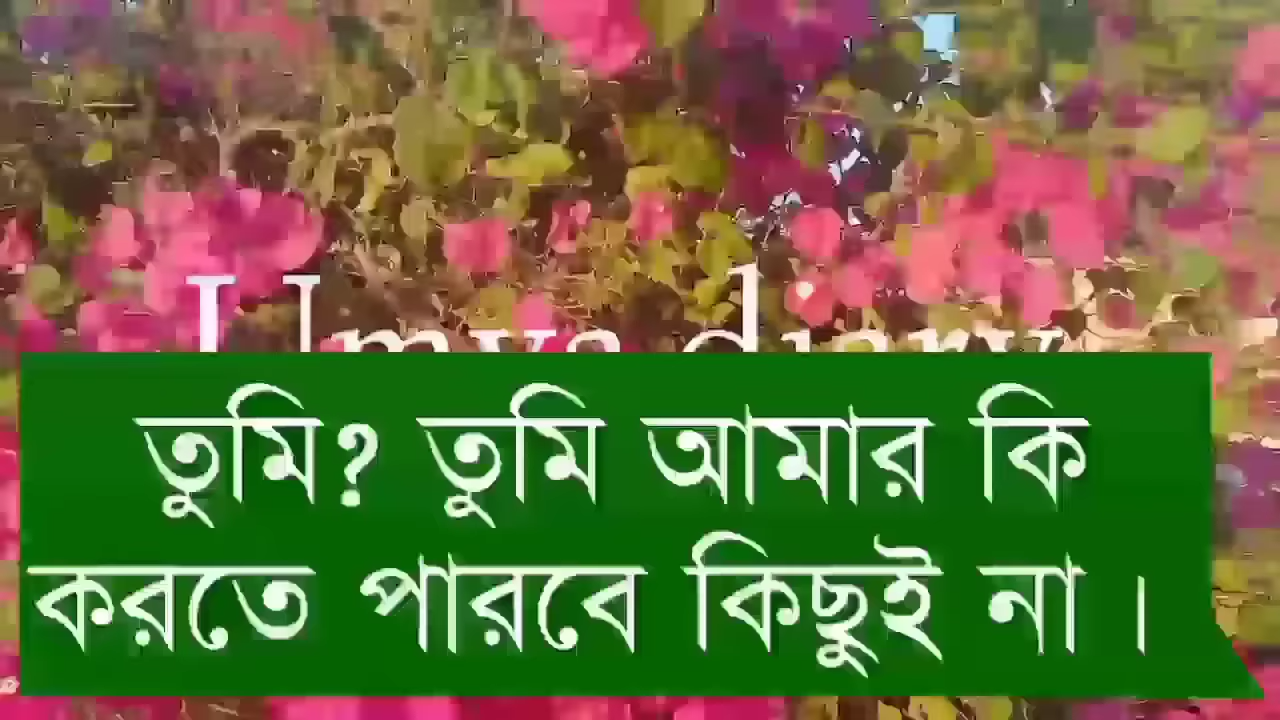 তুমি? তুমি আমার কি
করতে পারবে কিছুই না।